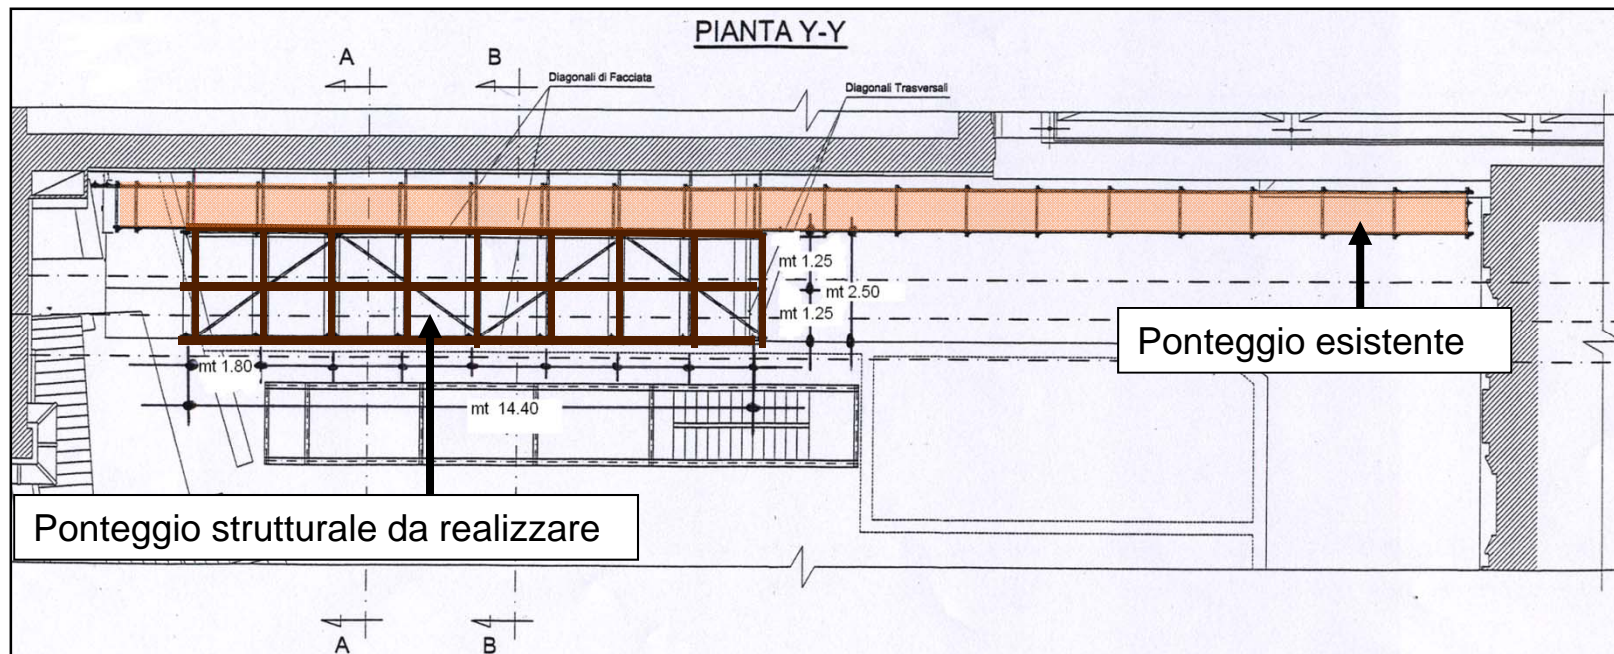 PIANTA Y-Y
A
B
Diagonali di Facciata
Diagonali Trasversali
mt 1.25
mt 2.50
mt 1.25
Ponteggio esistente
mt 1.80
mt 14.40
Ponteggio strutturale da realizzare
A
B